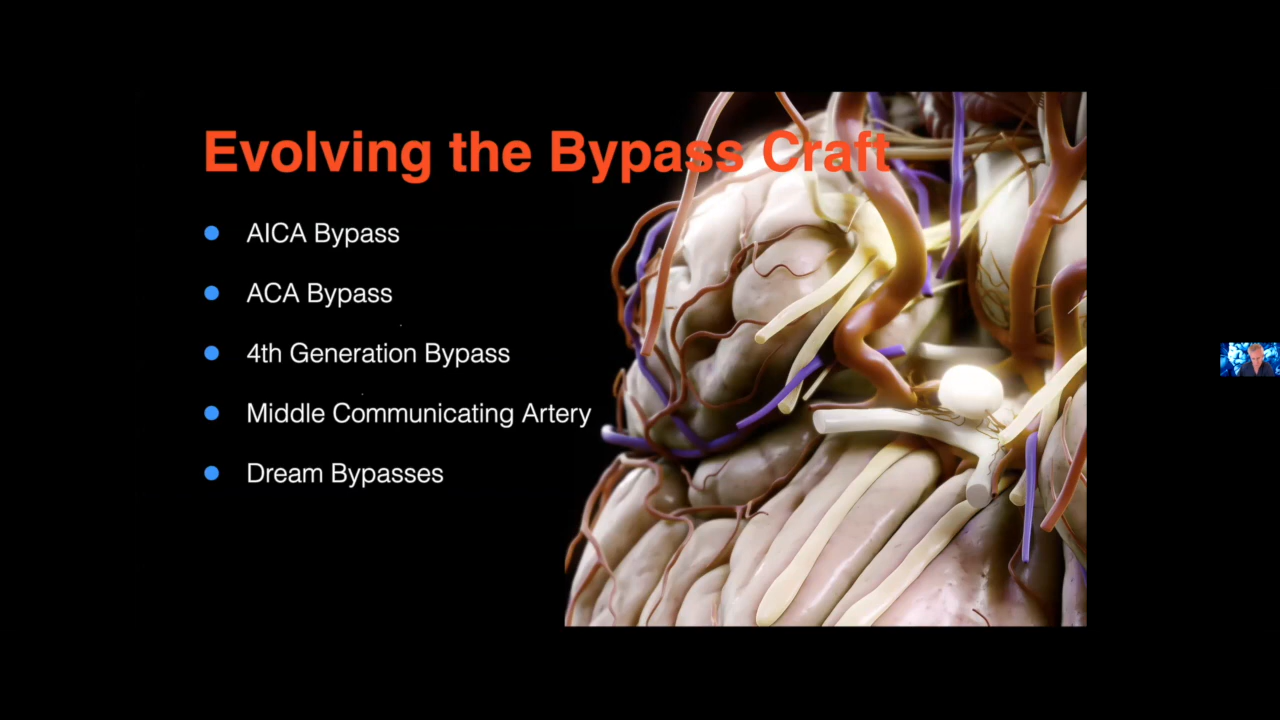 Evolving the Bypass Craft
AICA Bypass
ACA Bypass
4th Generation Bypass
Middle Communicating Artery
Dream Bypasses